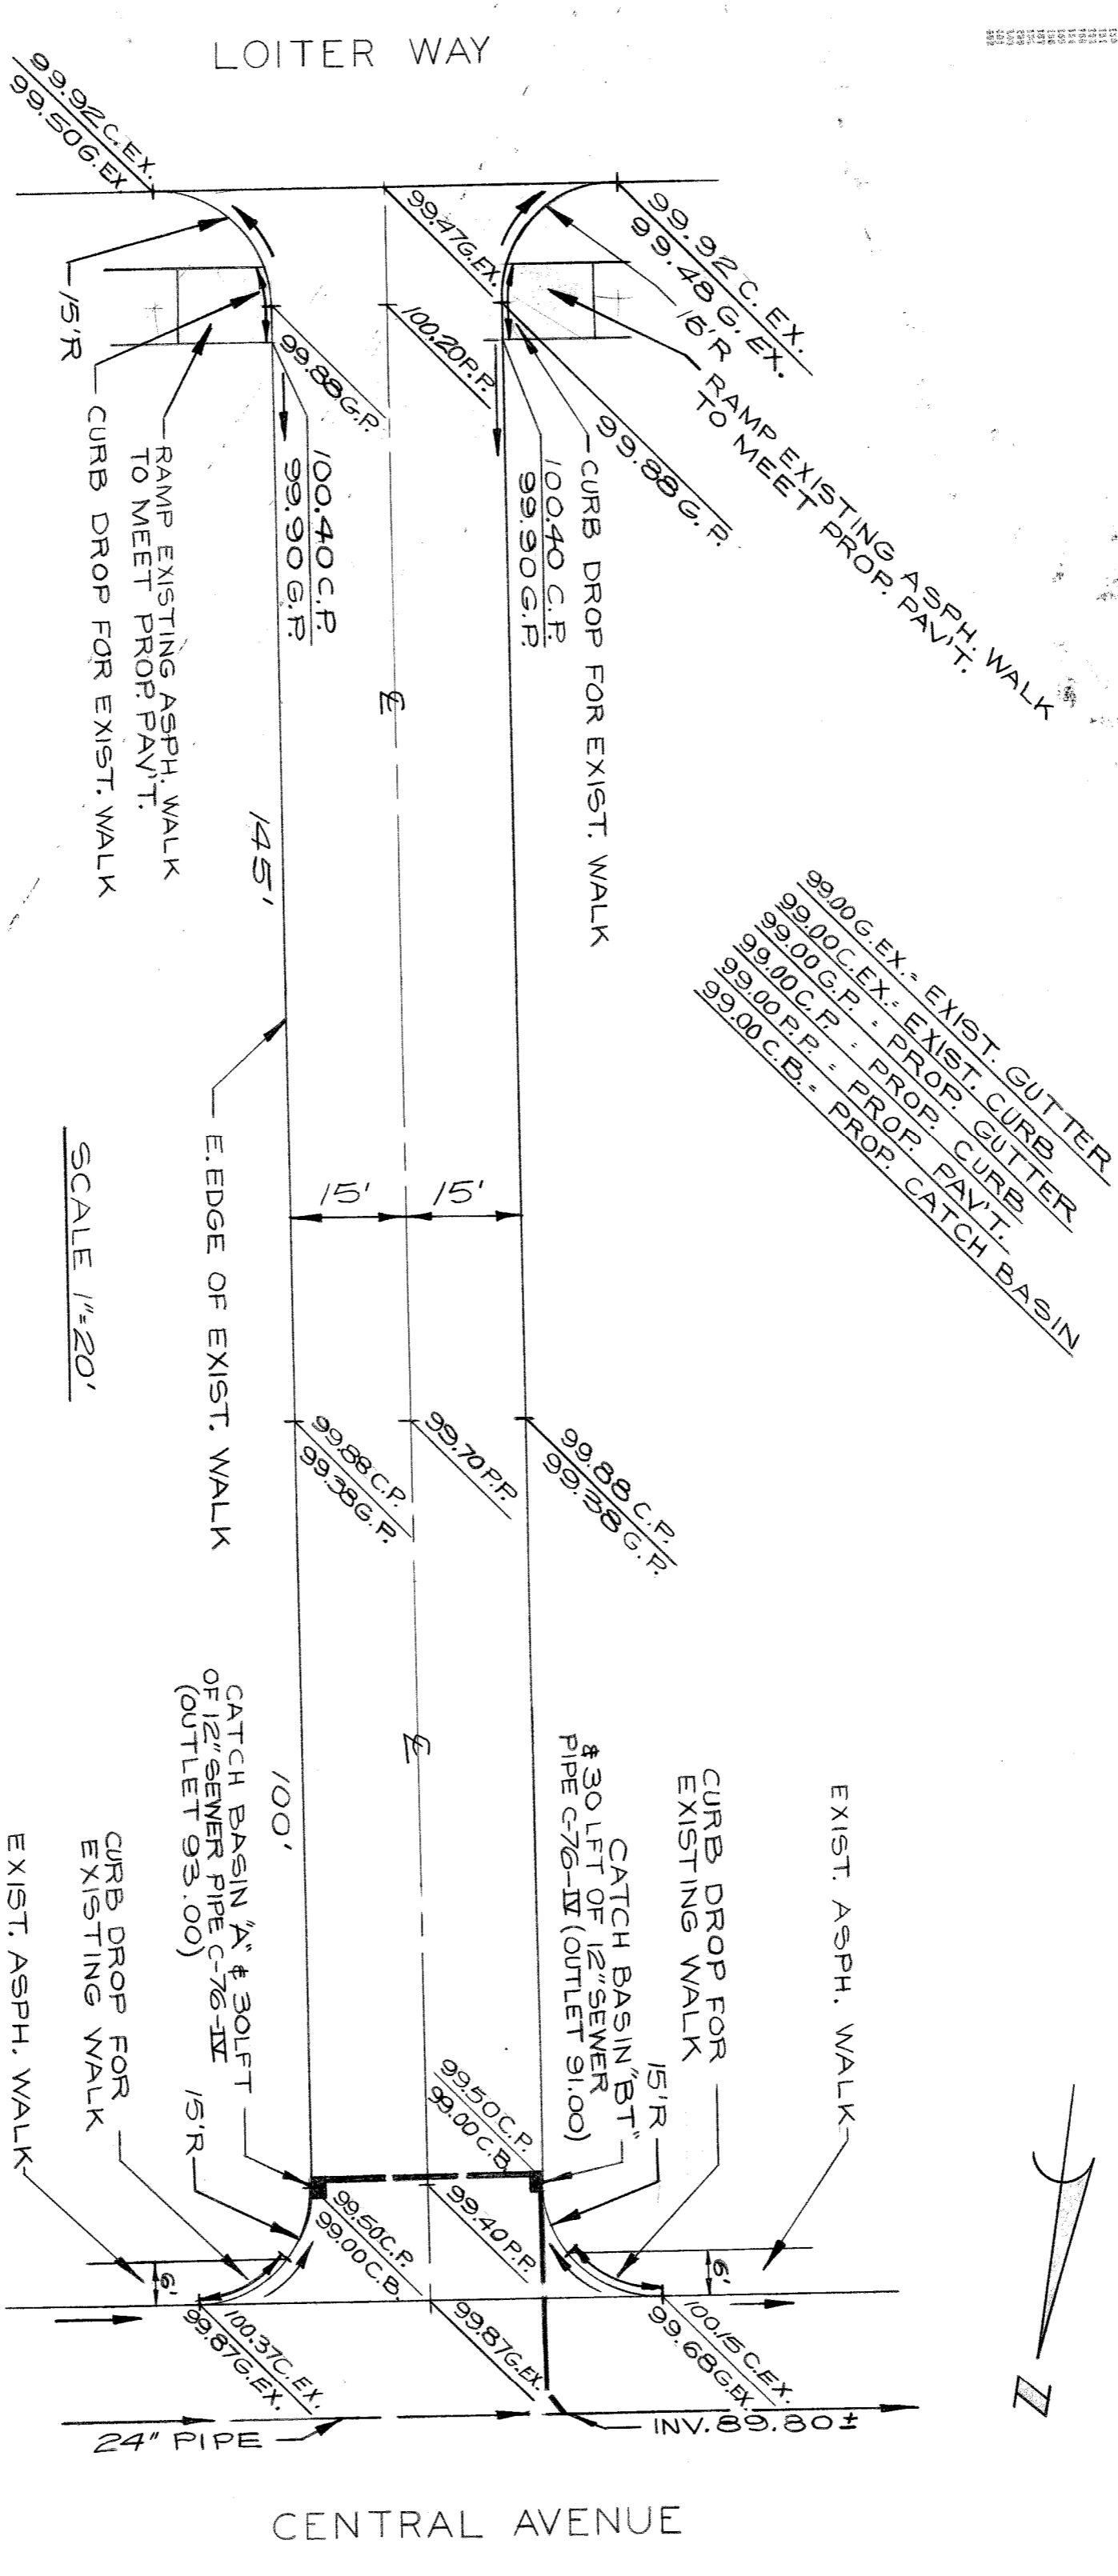 LOITER WAY
99.92 C. EX.
99.50 G. EX.
99.47 G. EX.
99.92 C. EX.
99.48 G. EX.
15'R
15'R
RAMP EXISTING ASPH. WALK
TO MEET PROP. PAV'T.
CURB DROP FOR EXIST. WALK
RAMP EXISTING ASPH. WALK
TO MEET PROP. PAV'T.
99.88 G.P.
100.20 P.P.
99.88 G.P.
100.40 C.P.
99.90 G.P.
100.40 C.P.
99.90 G.P.
CURB DROP FOR EXIST. WALK
℄
145'
E. EDGE OF EXIST. WALK
99.00 G.EX. = EXIST. GUTTER
99.00 C.EX. = EXIST. CURB
99.00 G.P. = PROP. GUTTER
99.00 C.P. = PROP. CURB
99.00 P.P. = PROP. PAV'T.
99.00 C.B. = PROP. CATCH BASIN
SCALE 1"=20'
15'
15'
99.88 C.P.
99.38 G.P.
99.70 P.P.
99.88 C.P.
99.38 G.P.
℄
100'
CATCH BASIN "A" & 30 LFT
OF 12" SEWER PIPE C-76-IV
(OUTLET 93.00)
CATCH BASIN "BT"
& 30 LFT OF 12" SEWER
PIPE C-76-IV (OUTLET 91.00)
CURB DROP FOR
EXISTING WALK
EXIST. ASPH. WALK
CURB DROP FOR
EXISTING WALK
EXIST. ASPH. WALK
15'R
15'R
99.50 C.P.
99.00 C.B.
99.50 C.P.
99.00 C.B.
99.40 P.P.
6'
6'
100.37 C.EX.
99.87 G.EX.
99.87 G.EX.
100.15 C.EX.
99.68 G.EX.
24" PIPE
INV. 89.80±
N
CENTRAL AVENUE